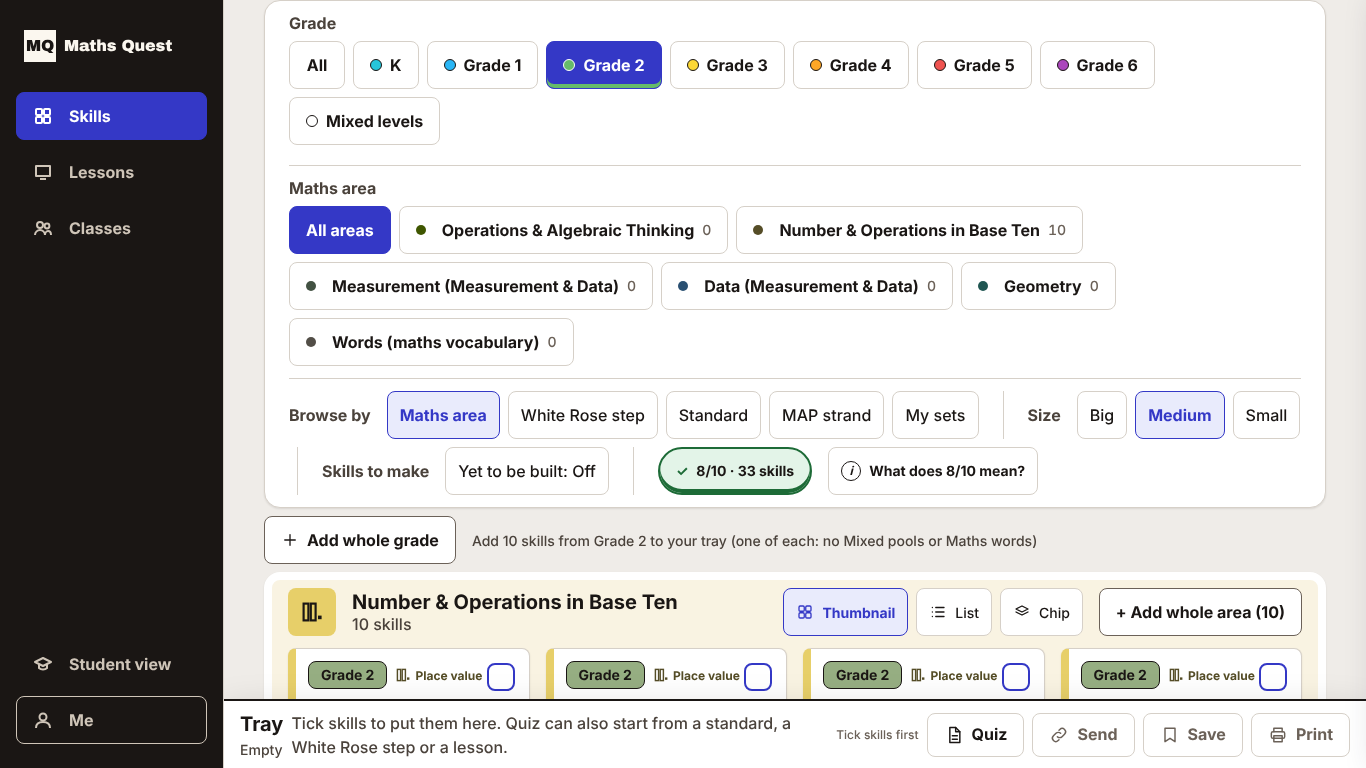 MQ Maths Quest
Skills
Lessons
Classes
Student view
Me
Grade
All K Grade 1 Grade 2 Grade 3 Grade 4 Grade 5 Grade 6
Mixed levels
Maths area
All areas Operations & Algebraic Thinking 0 Number & Operations in Base Ten 10
Measurement (Measurement & Data) 0 Data (Measurement & Data) 0 Geometry 0
Words (maths vocabulary) 0
Browse by Maths area White Rose step Standard MAP strand My sets Size Big Medium Small
Skills to make Yet to be built: Off 8/10 · 33 skills i What does 8/10 mean?
+ Add whole grade Add 10 skills from Grade 2 to your tray (one of each: no Mixed pools or Maths words)
Number & Operations in Base Ten
10 skills
Thumbnail List Chip + Add whole area (10)
Grade 2 Place value Grade 2 Place value Grade 2 Place value Grade 2 Place value
Tray Tick skills to put them here. Quiz can also start from a standard, a
Empty White Rose step or a lesson.
Tick skills first Quiz Send Save Print